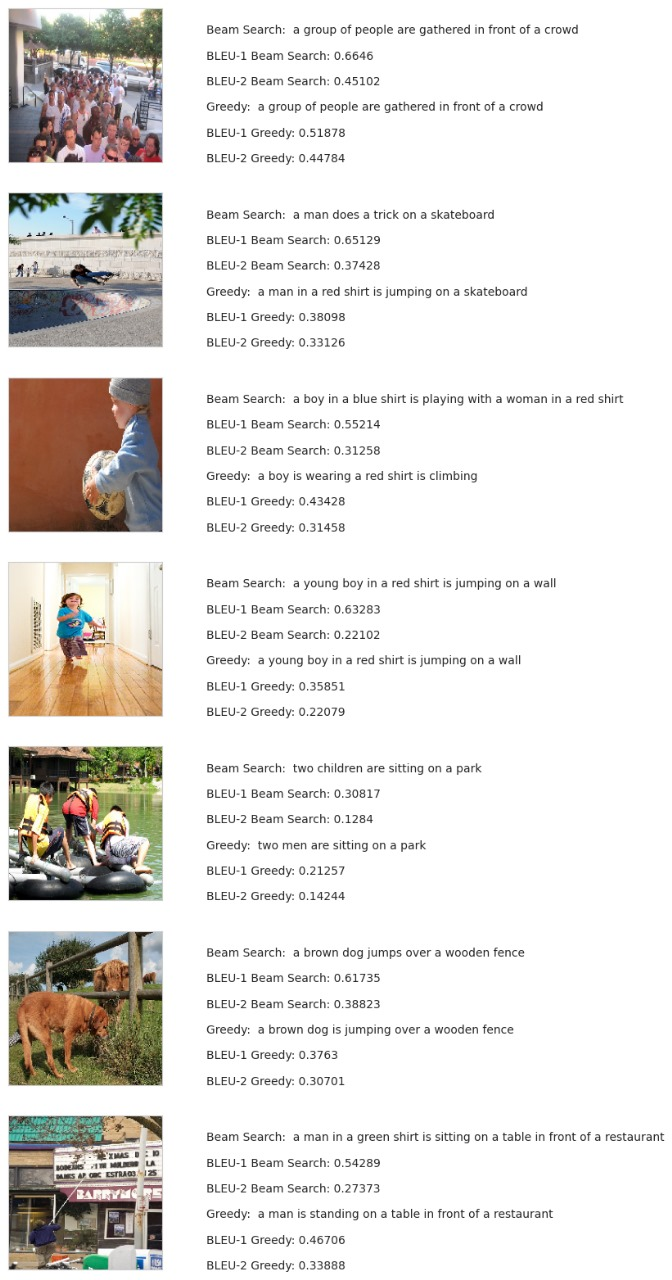 Beam Search:  a group of people are gathered in front of a crowd
BLEU-1 Beam Search: 0.6646
BLEU-2 Beam Search: 0.45102
Greedy:  a group of people are gathered in front of a crowd
BLEU-1 Greedy: 0.51878
BLEU-2 Greedy: 0.44784
Beam Search:  a man does a trick on a skateboard
BLEU-1 Beam Search: 0.65129
BLEU-2 Beam Search: 0.37428
Greedy:  a man in a red shirt is jumping on a skateboard
BLEU-1 Greedy: 0.38098
BLEU-2 Greedy: 0.33126
Beam Search:  a boy in a blue shirt is playing with a woman in a red shirt
BLEU-1 Beam Search: 0.55214
BLEU-2 Beam Search: 0.31258
Greedy:  a boy is wearing a red shirt is climbing
BLEU-1 Greedy: 0.43428
BLEU-2 Greedy: 0.31458
Beam Search:  a young boy in a red shirt is jumping on a wall
BLEU-1 Beam Search: 0.63283
BLEU-2 Beam Search: 0.22102
Greedy:  a young boy in a red shirt is jumping on a wall
BLEU-1 Greedy: 0.35851
BLEU-2 Greedy: 0.22079
Beam Search:  two children are sitting on a park
BLEU-1 Beam Search: 0.30817
BLEU-2 Beam Search: 0.1284
Greedy:  two men are sitting on a park
BLEU-1 Greedy: 0.21257
BLEU-2 Greedy: 0.14244
Beam Search:  a brown dog jumps over a wooden fence
BLEU-1 Beam Search: 0.61735
BLEU-2 Beam Search: 0.38823
Greedy:  a brown dog is jumping over a wooden fence
BLEU-1 Greedy: 0.3763
BLEU-2 Greedy: 0.30701
Beam Search:  a man in a green shirt is sitting on a table in front of a restaurant
BLEU-1 Beam Search: 0.54289
BLEU-2 Beam Search: 0.27373
Greedy:  a man is standing on a table in front of a restaurant
BLEU-1 Greedy: 0.46706
BLEU-2 Greedy: 0.33888